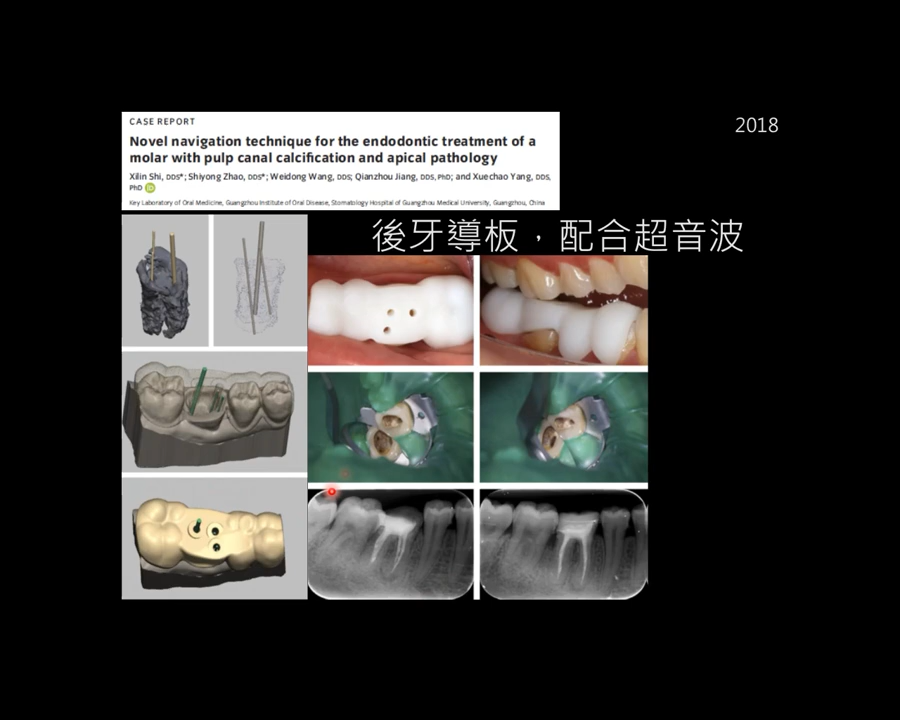 2018
CASE REPORT
Novel navigation technique for the endodontic treatment of a
molar with pulp canal calcification and apical pathology
Xilin Shi, DDS*; Shiyong Zhao, DDS*; Weidong Wang, DDS; Qianzhou Jiang, DDS, PhD; and Xuechao Yang, DDS,
PhD iD
Key Laboratory of Oral Medicine, Guangzhou Institute of Oral Disease, Stomatology Hospital of Guangzhou Medical University, Guangzhou, China
後牙導板，配合超音波